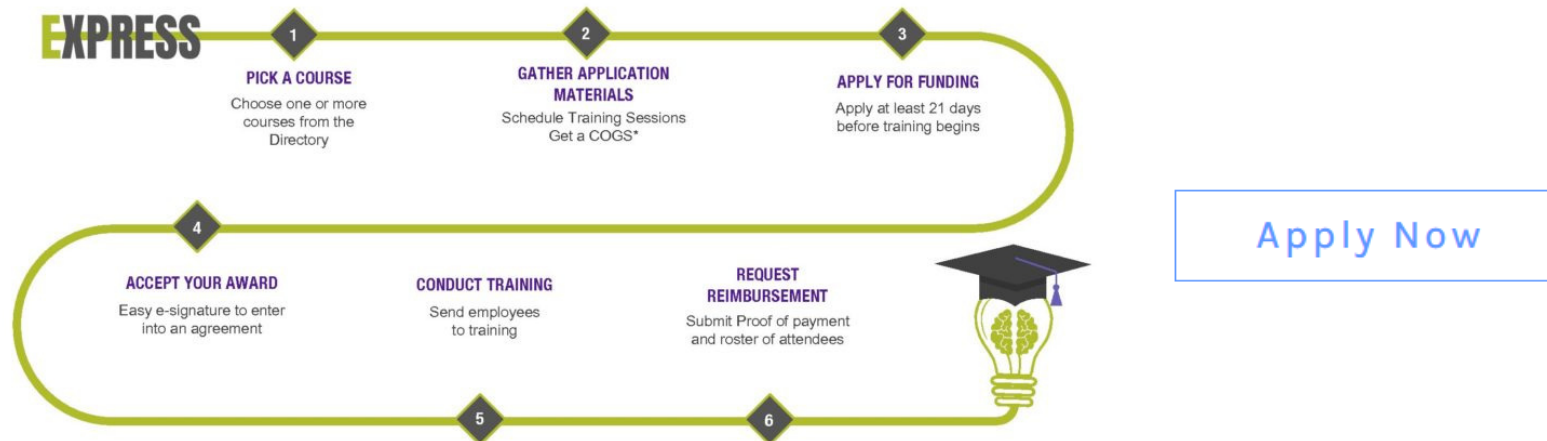 EXPRESS
1
PICK A COURSE
Choose one or more
courses from the
Directory
2
GATHER APPLICATION
MATERIALS
Schedule Training Sessions
Get a COGS*
3
APPLY FOR FUNDING
Apply at least 21 days
before training begins
4
ACCEPT YOUR AWARD
Easy e-signature to enter
into an agreement
CONDUCT TRAINING
Send employees
to training
5
REQUEST
REIMBURSEMENT
Submit Proof of payment
and roster of attendees
6
Apply Now